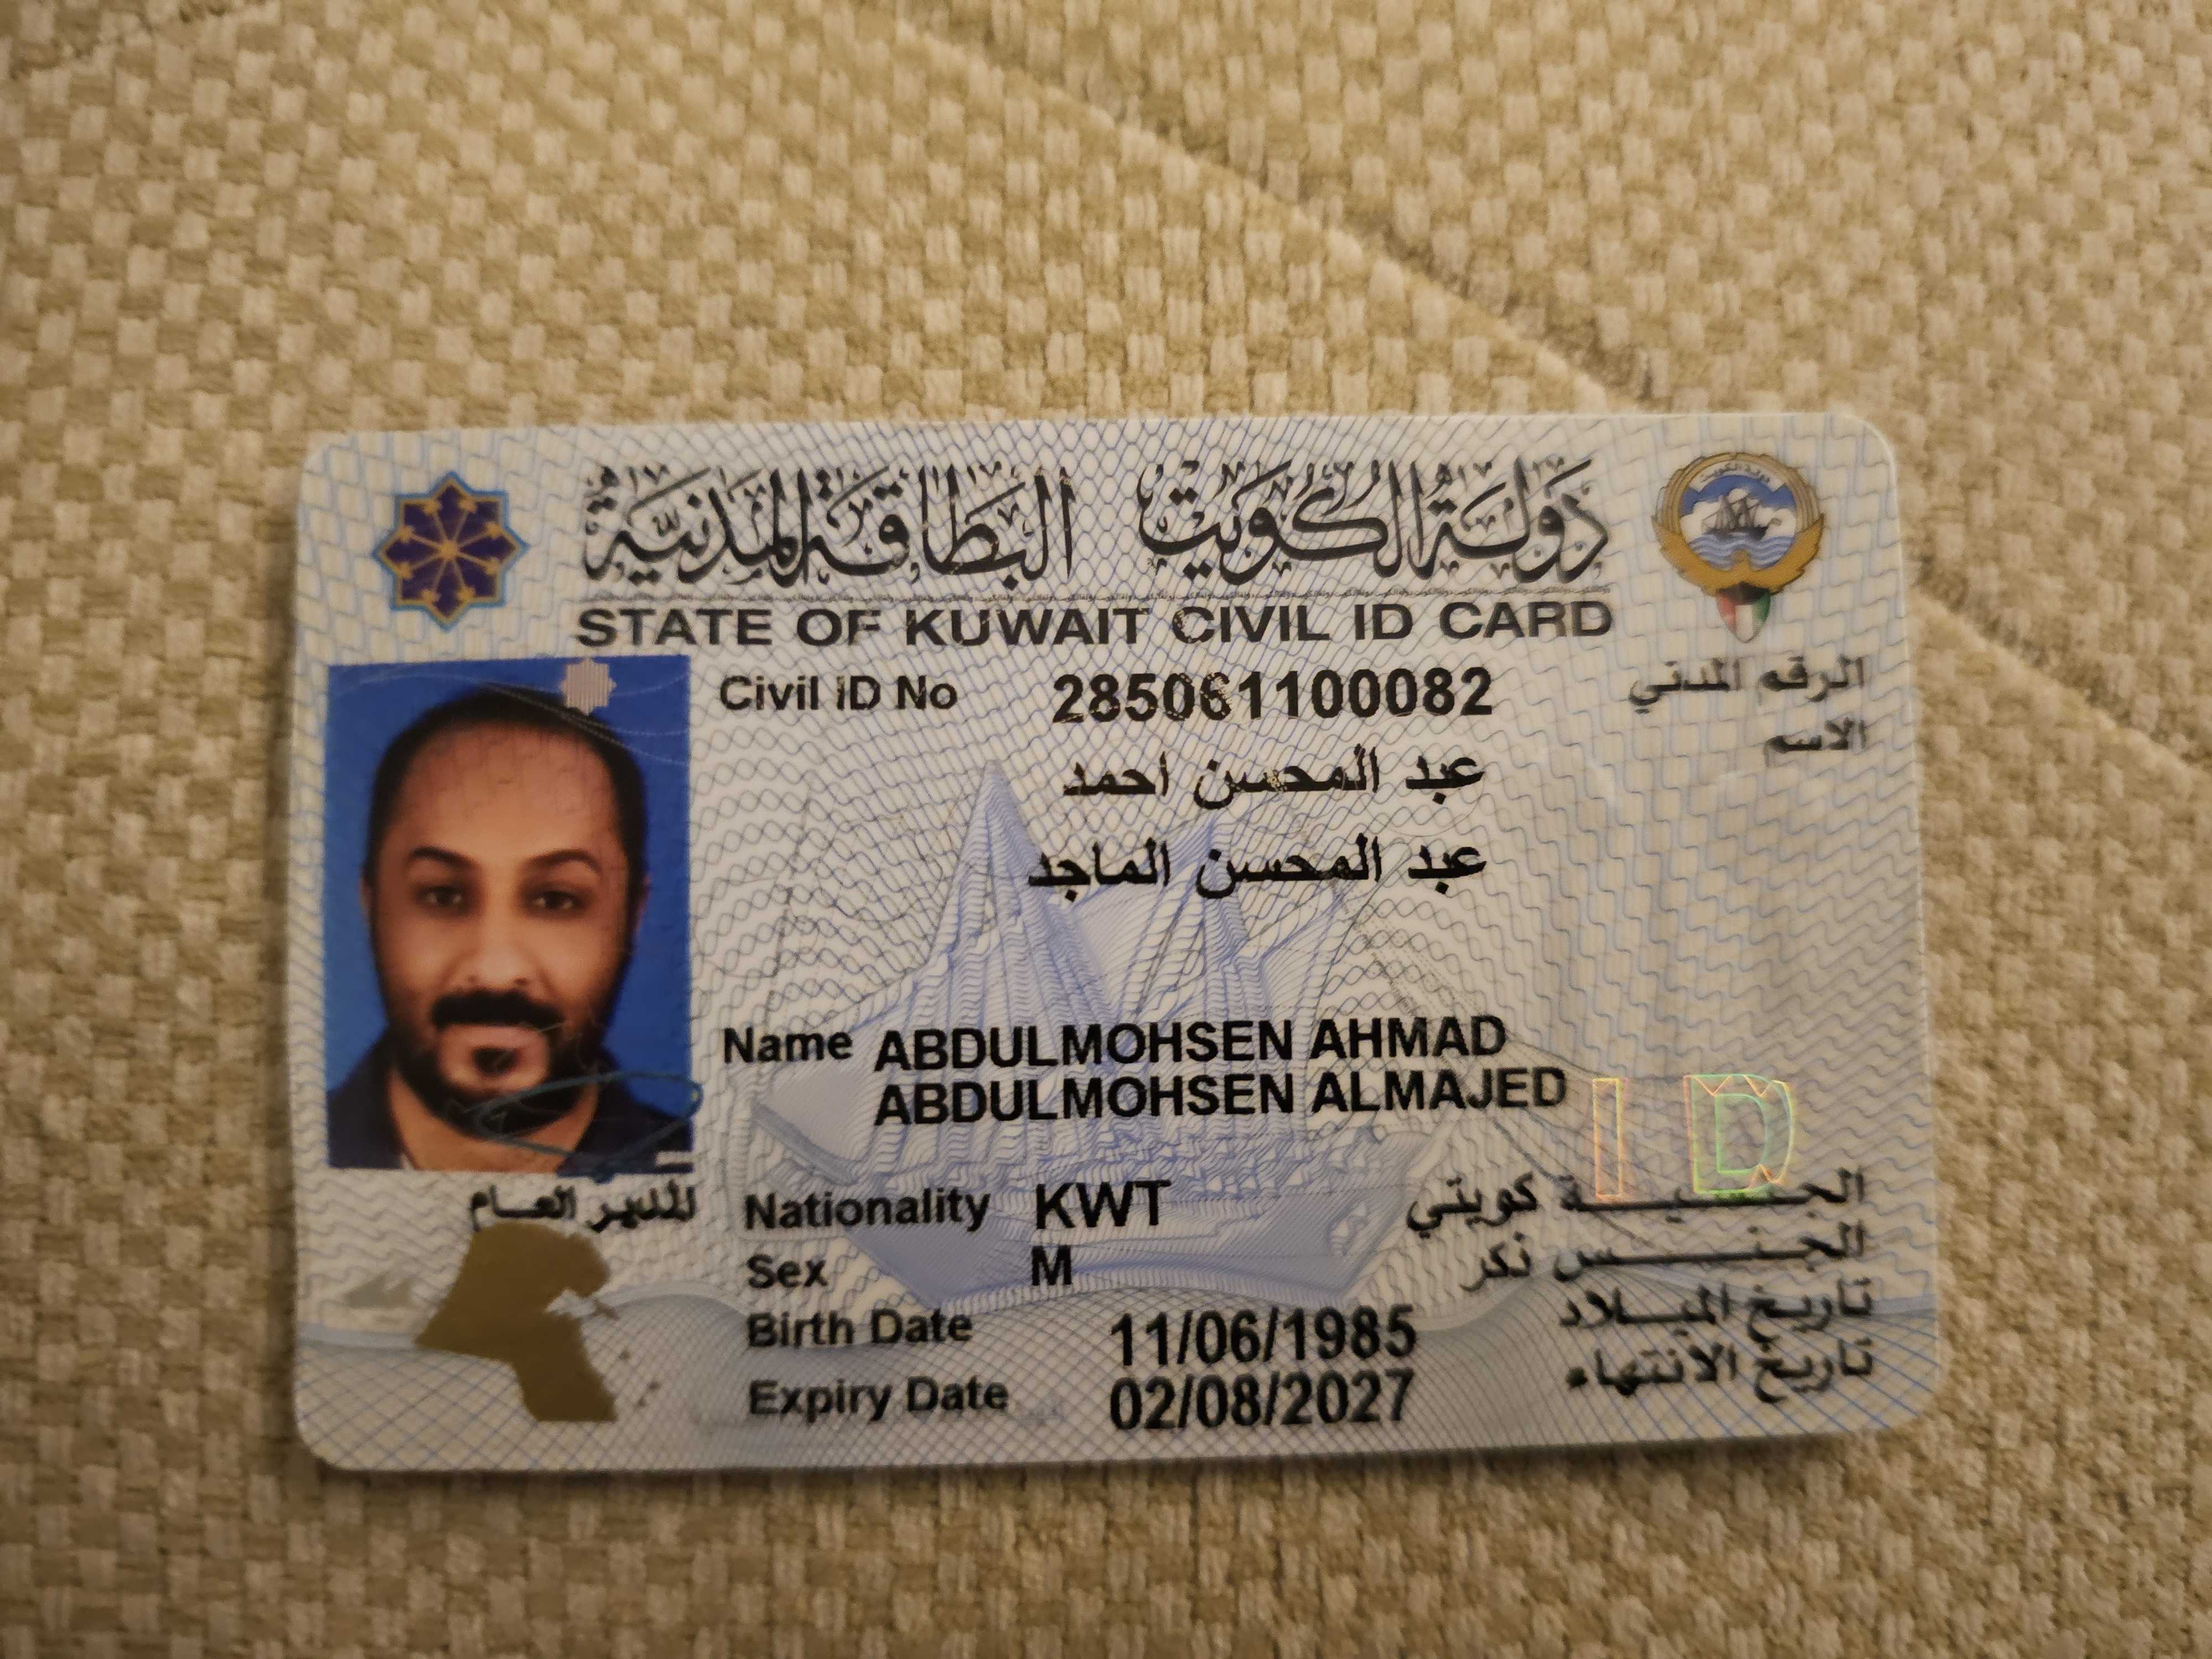 دولة الكويت البطاقة المدنية
STATE OF KUWAIT CIVIL ID CARD
Civil ID No 285061100082 الرقم المدني
الاسم
عبد المحسن احمد
عبد المحسن الماجد
Name ABDULMOHSEN AHMAD
ABDULMOHSEN ALMAJED
Nationality KWT كويتي الجنسية
Sex M ذكر الجنس
Birth Date 11/06/1985 تاريخ الميلاد
Expiry Date 02/08/2027 تاريخ الانتهاء
المدير العام
ID